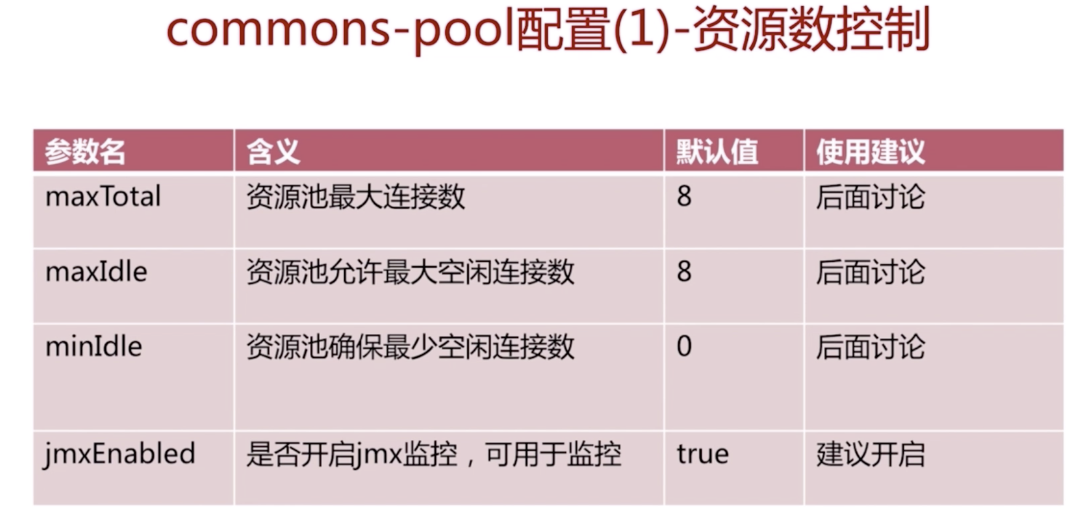 commons-pool配置(1)-资源数控制
参数名 含义 默认值 使用建议
maxTotal 资源池最大连接数 8 后面讨论
maxIdle 资源池允许最大空闲连接数 8 后面讨论
minIdle 资源池确保最少空闲连接数 0 后面讨论
jmxEnabled 是否开启jmx监控，可用于监控 true 建议开启